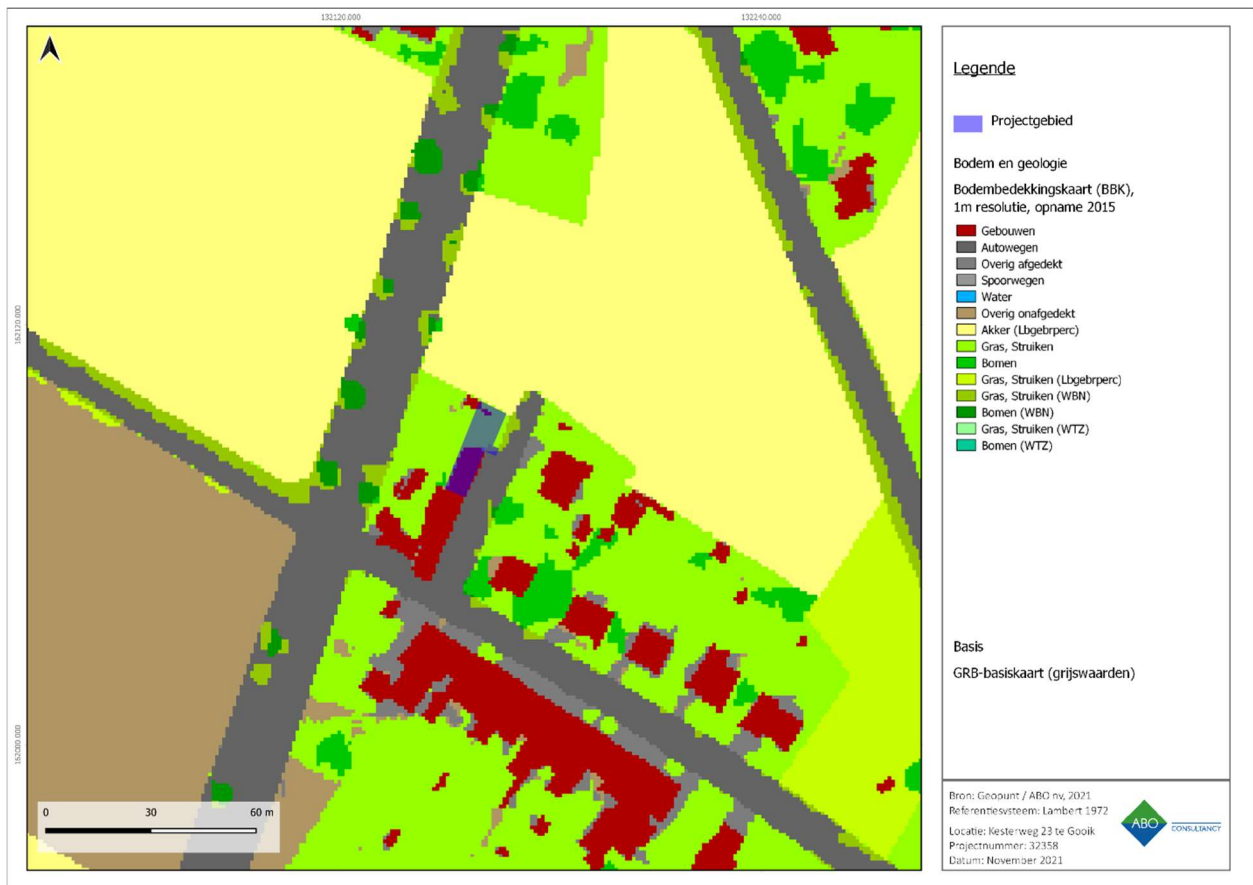 132120.000
132240.000
162120.000
162000.000
0 30 60 m
Legende
Projectgebied
Bodem en geologie
Bodembedekkingskaart (BBK),
1m resolutie, opname 2015
Gebouwen
Autowegen
Overig afgedekt
Spoorwegen
Water
Overig onafgedekt
Akker (Lbgebrperc)
Gras, Struiken
Bomen
Gras, Struiken (Lbgebrperc)
Gras, Struiken (WBN)
Bomen (WBN)
Gras, Struiken (WTZ)
Bomen (WTZ)
Basis
GRB-basiskaart (grijswaarden)
Bron: Geopunt / ABO nv, 2021
Referentiesysteem: Lambert 1972
Locatie: Kesterweg 23 te Gooik
Projectnummer: 32358
Datum: November 2021
ABO CONSULTANCY